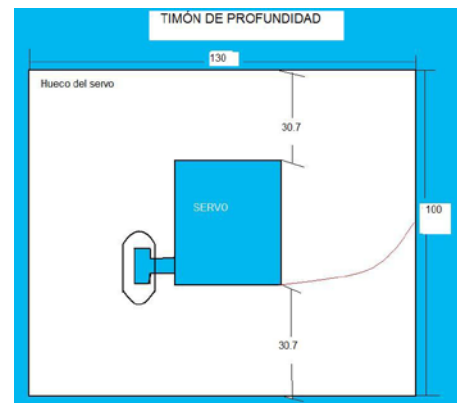 TIMÓN DE PROFUNDIDAD
130
Hueco del servo
30.7
SERVO
100
30.7